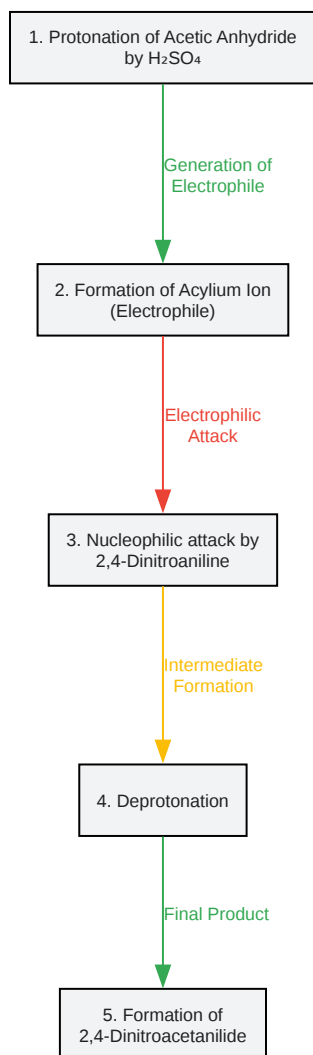 1. Protonation of Acetic Anhydride
by H₂SO₄
Generation of
Electrophile
2. Formation of Acylium Ion
(Electrophile)
Electrophilic
Attack
3. Nucleophilic attack by
2,4-Dinitroaniline
Intermediate
Formation
4. Deprotonation
Final Product
5. Formation of
2,4-Dinitroacetanilide